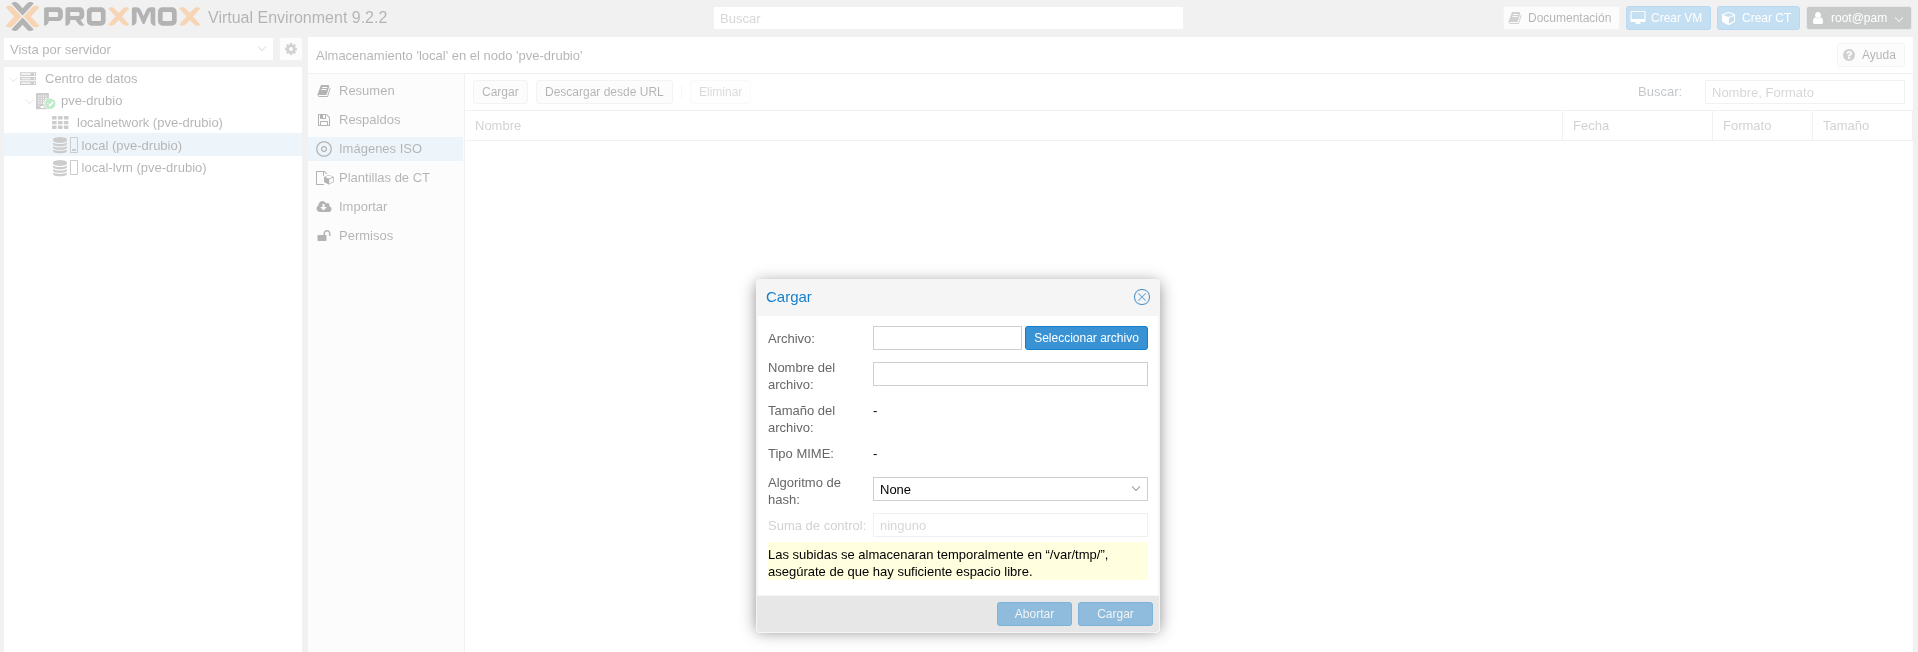 PROXMOX Virtual Environment 9.2.2
Buscar
Documentación
Crear VM
Crear CT
root@pam
Vista por servidor
Centro de datos
pve-drubio
localnetwork (pve-drubio)
local (pve-drubio)
local-lvm (pve-drubio)
Almacenamiento 'local' en el nodo 'pve-drubio'
Ayuda
Resumen
Respaldos
Imágenes ISO
Plantillas de CT
Importar
Permisos
Cargar
Descargar desde URL
Eliminar
Buscar:
Nombre, Formato
Nombre
Fecha
Formato
Tamaño
Cargar
Archivo:
Seleccionar archivo
Nombre del
archivo:
Tamaño del
archivo:
-
Tipo MIME:
-
Algoritmo de
hash:
None
Suma de control:
ninguno
Las subidas se almacenaran temporalmente en “/var/tmp/”,
asegúrate de que hay suficiente espacio libre.
Abortar
Cargar